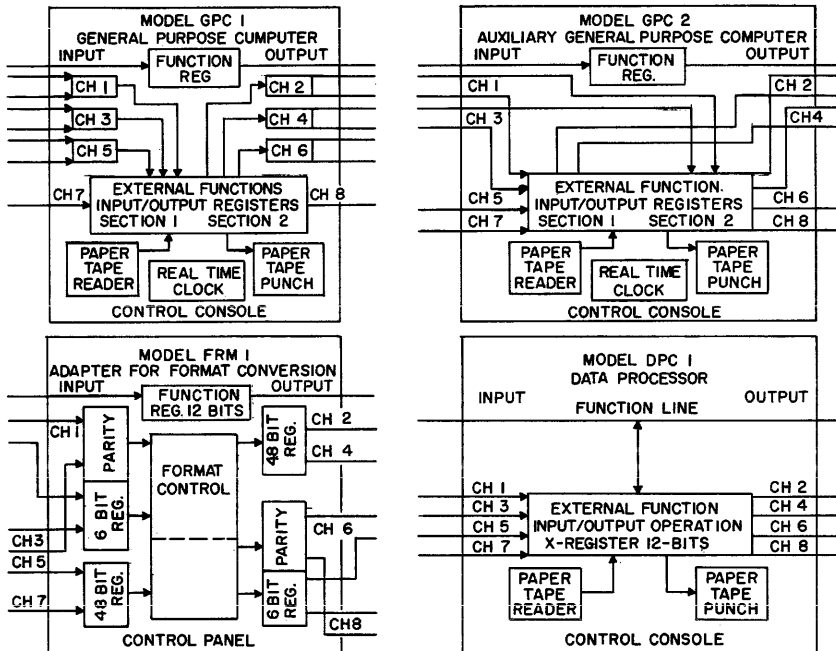 MODEL GPC 1
GENERAL PURPOSE CUMPUTER
INPUT
OUTPUT
FUNCTION
REG
CH 1
CH 2
CH 3
CH 4
CH 5
CH 6
CH 7
CH 8
EXTERNAL FUNCTIONS
INPUT/OUTPUT REGISTERS
SECTION 1 SECTION 2
PAPER
TAPE
READER
REAL TIME
CLOCK
PAPER
TAPE
PUNCH
CONTROL CONSOLE
MODEL GPC 2
AUXILIARY GENERAL PURPOSE COMPUTER
INPUT
OUTPUT
FUNCTION
REG.
CH 1
CH 2
CH 3
CH4
CH 5
CH 6
CH 7
CH 8
EXTERNAL FUNCTION.
INPUT/OUTPUT REGISTERS
SECTION 1 SECTION 2
PAPER
TAPE
READER
REAL TIME
CLOCK
PAPER
TAPE
PUNCH
CONTROL CONSOLE
MODEL FRM 1
ADAPTER FOR FORMAT CONVERSION
INPUT
OUTPUT
FUNCTION
REG. 12 BITS
CH 1
PARITY
6 BIT REG.
CH3
CH 5
CH 7
48 BIT
REG.
FORMAT
CONTROL
48 BIT
REG.
CH 2
CH 4
PARITY
CH 6
6 BIT
REG.
CH8
CONTROL PANEL
MODEL DPC 1
DATA PROCESSOR
INPUT
OUTPUT
FUNCTION LINE
CH 1
CH 2
CH 3
CH 4
CH 5
CH 6
CH 7
CH 8
EXTERNAL FUNCTION
INPUT/OUTPUT OPERATION
X-REGISTER 12-BITS
PAPER TAPE
READER
PAPER TAPE
PUNCH
CONTROL CONSOLE